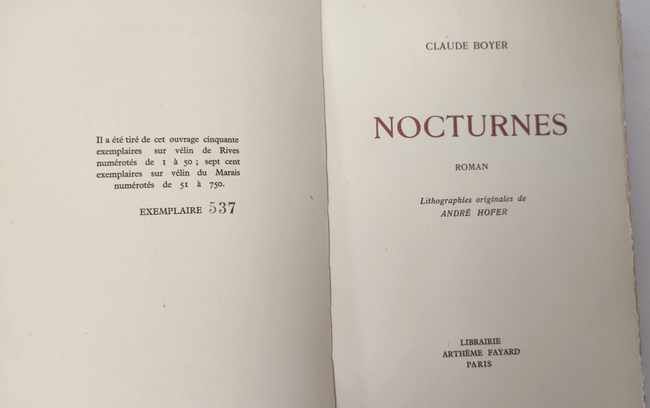 Il a été tiré de cet ouvrage cinquante
exemplaires sur vélin de Rives
numérotés de 1 à 50 ; sept cent
exemplaires sur vélin du Marais
numérotés de 51 à 750.
EXEMPLAIRE 537
CLAUDE BOYER
NOCTURNES
ROMAN
Lithographies originales de
ANDRÉ HOFER
LIBRAIRIE
ARTHÈME FAYARD
PARIS